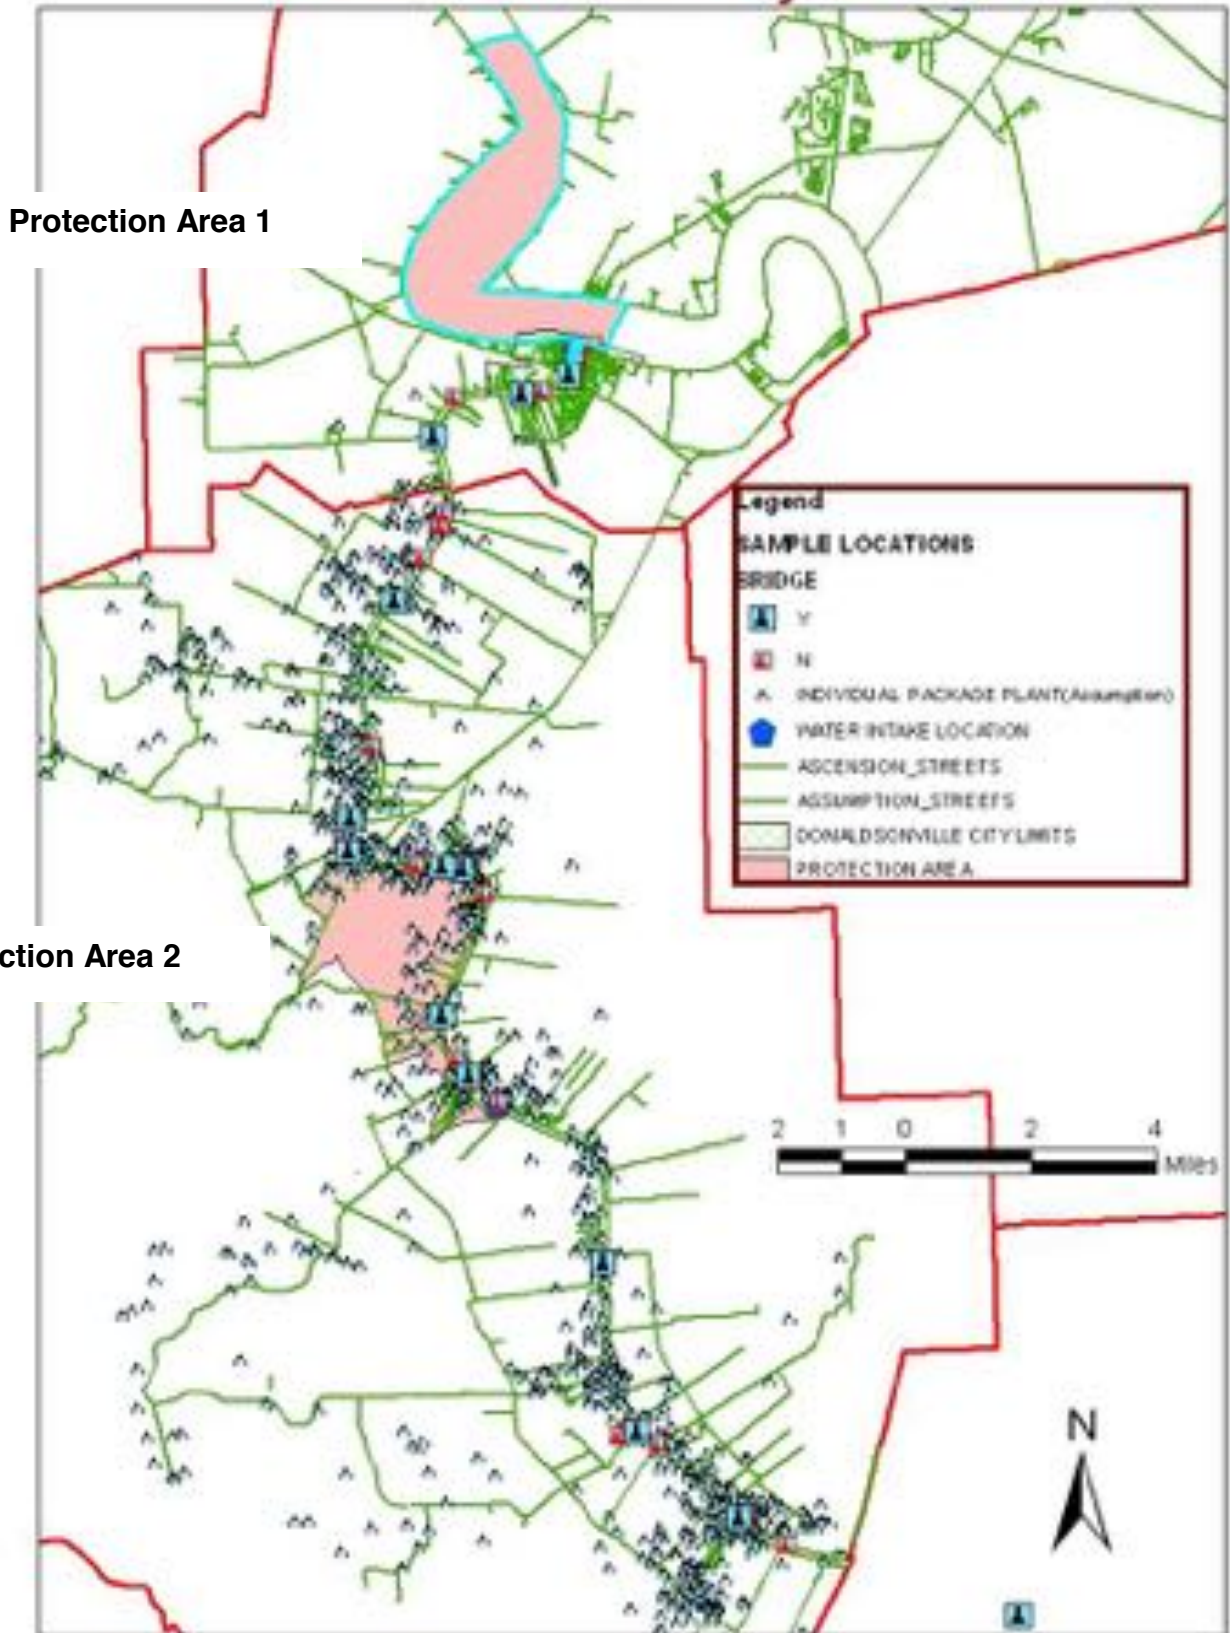 Protection Area 1
Legend
SAMPLE LOCATIONS
BRIDGE
Y
N
INDIVIDUAL PACKAGE PLANT(Assumption)
WATER INTAKE LOCATION
ASCENSION_STREETS
ASSUMPTION_STREETS
DONALDSONVILLE CITY LIMITS
PROTECTION AREA
ction Area 2
2 1 0 2 4
Miles
N